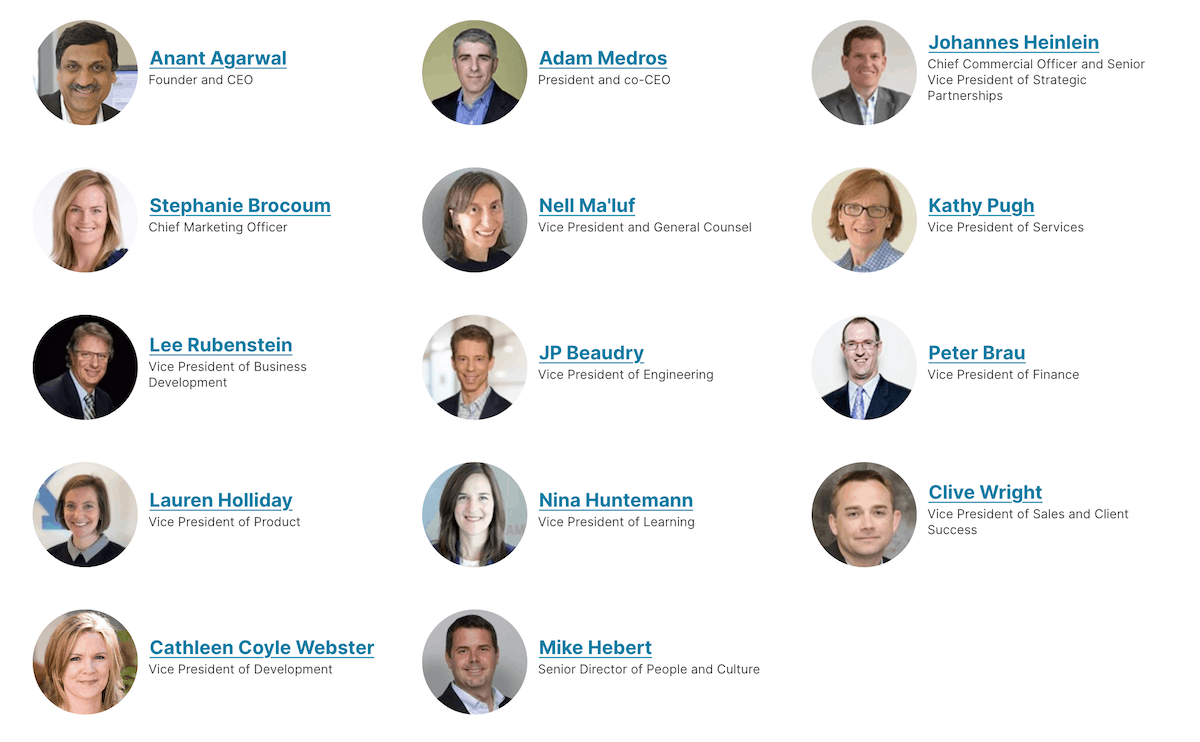 Anant Agarwal
Founder and CEO
Adam Medros
President and co-CEO
Johannes Heinlein
Chief Commercial Officer and Senior
Vice President of Strategic
Partnerships
Stephanie Brocoum
Chief Marketing Officer
Nell Ma'luf
Vice President and General Counsel
Kathy Pugh
Vice President of Services
Lee Rubenstein
Vice President of Business
Development
JP Beaudry
Vice President of Engineering
Peter Brau
Vice President of Finance
Lauren Holliday
Vice President of Product
Nina Huntemann
Vice President of Learning
Clive Wright
Vice President of Sales and Client
Success
Cathleen Coyle Webster
Vice President of Development
Mike Hebert
Senior Director of People and Culture